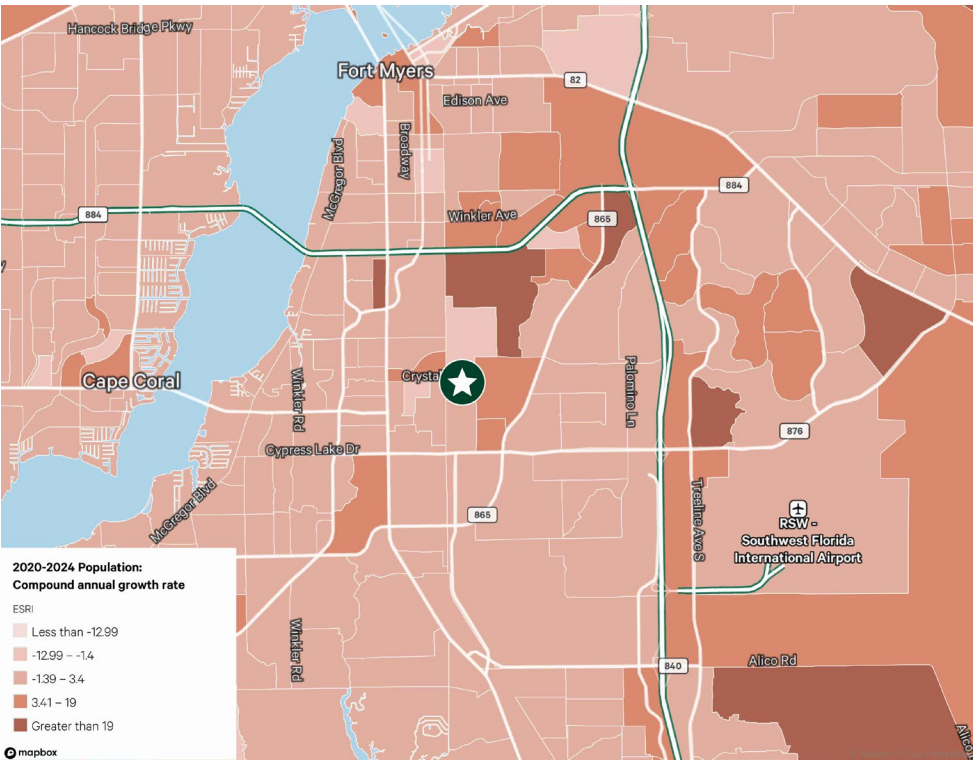 Hancock Bridge Pkwy
Fort Myers
82
Edison Ave
Broadway
McGregor Blvd
884
884
Winkler Ave
865
Crysta
Cape Coral
Winkler Rd
Palomino Ln
876
Cypress Lake Dr
McGregor Blvd
865
Treeline Ave S
RSW -
Southwest Florida
International Airport
2020-2024 Population:
Compound annual growth rate
ESRI
Less than -12.99
-12.99 – -1.4
-1.39 – 3.4
3.41 – 19
Greater than 19
Winkler Rd
840
Alico Rd
Alico
mapbox